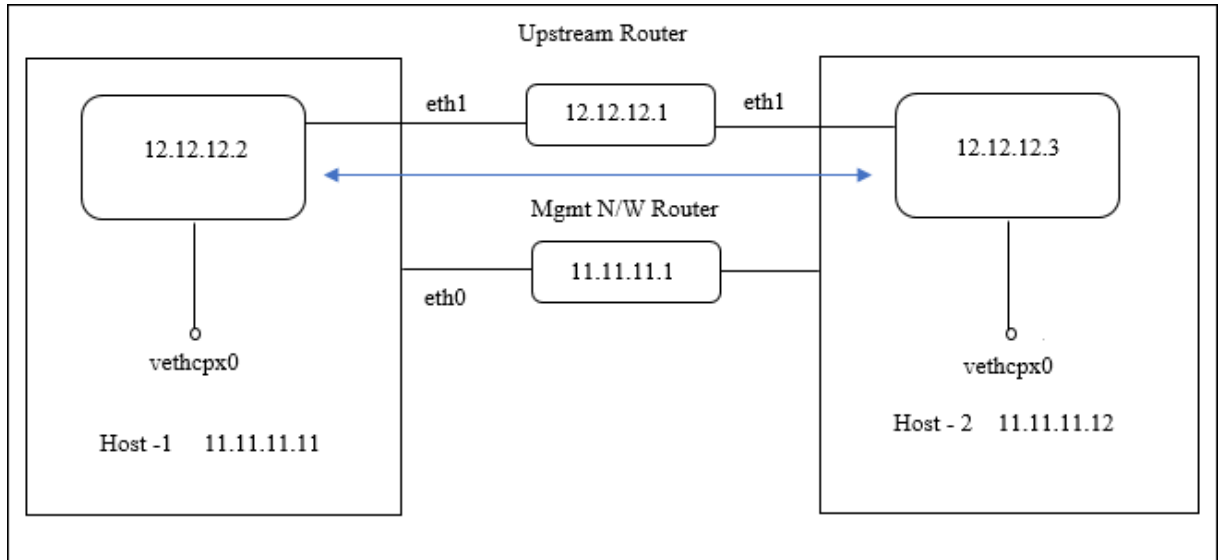 Upstream Router
eth1
12.12.12.1
eth1
12.12.12.2
12.12.12.3
Mgmt N/W Router
11.11.11.1
eth0
vethcpx0
vethcpx0
Host -1 11.11.11.11
Host - 2 11.11.11.12